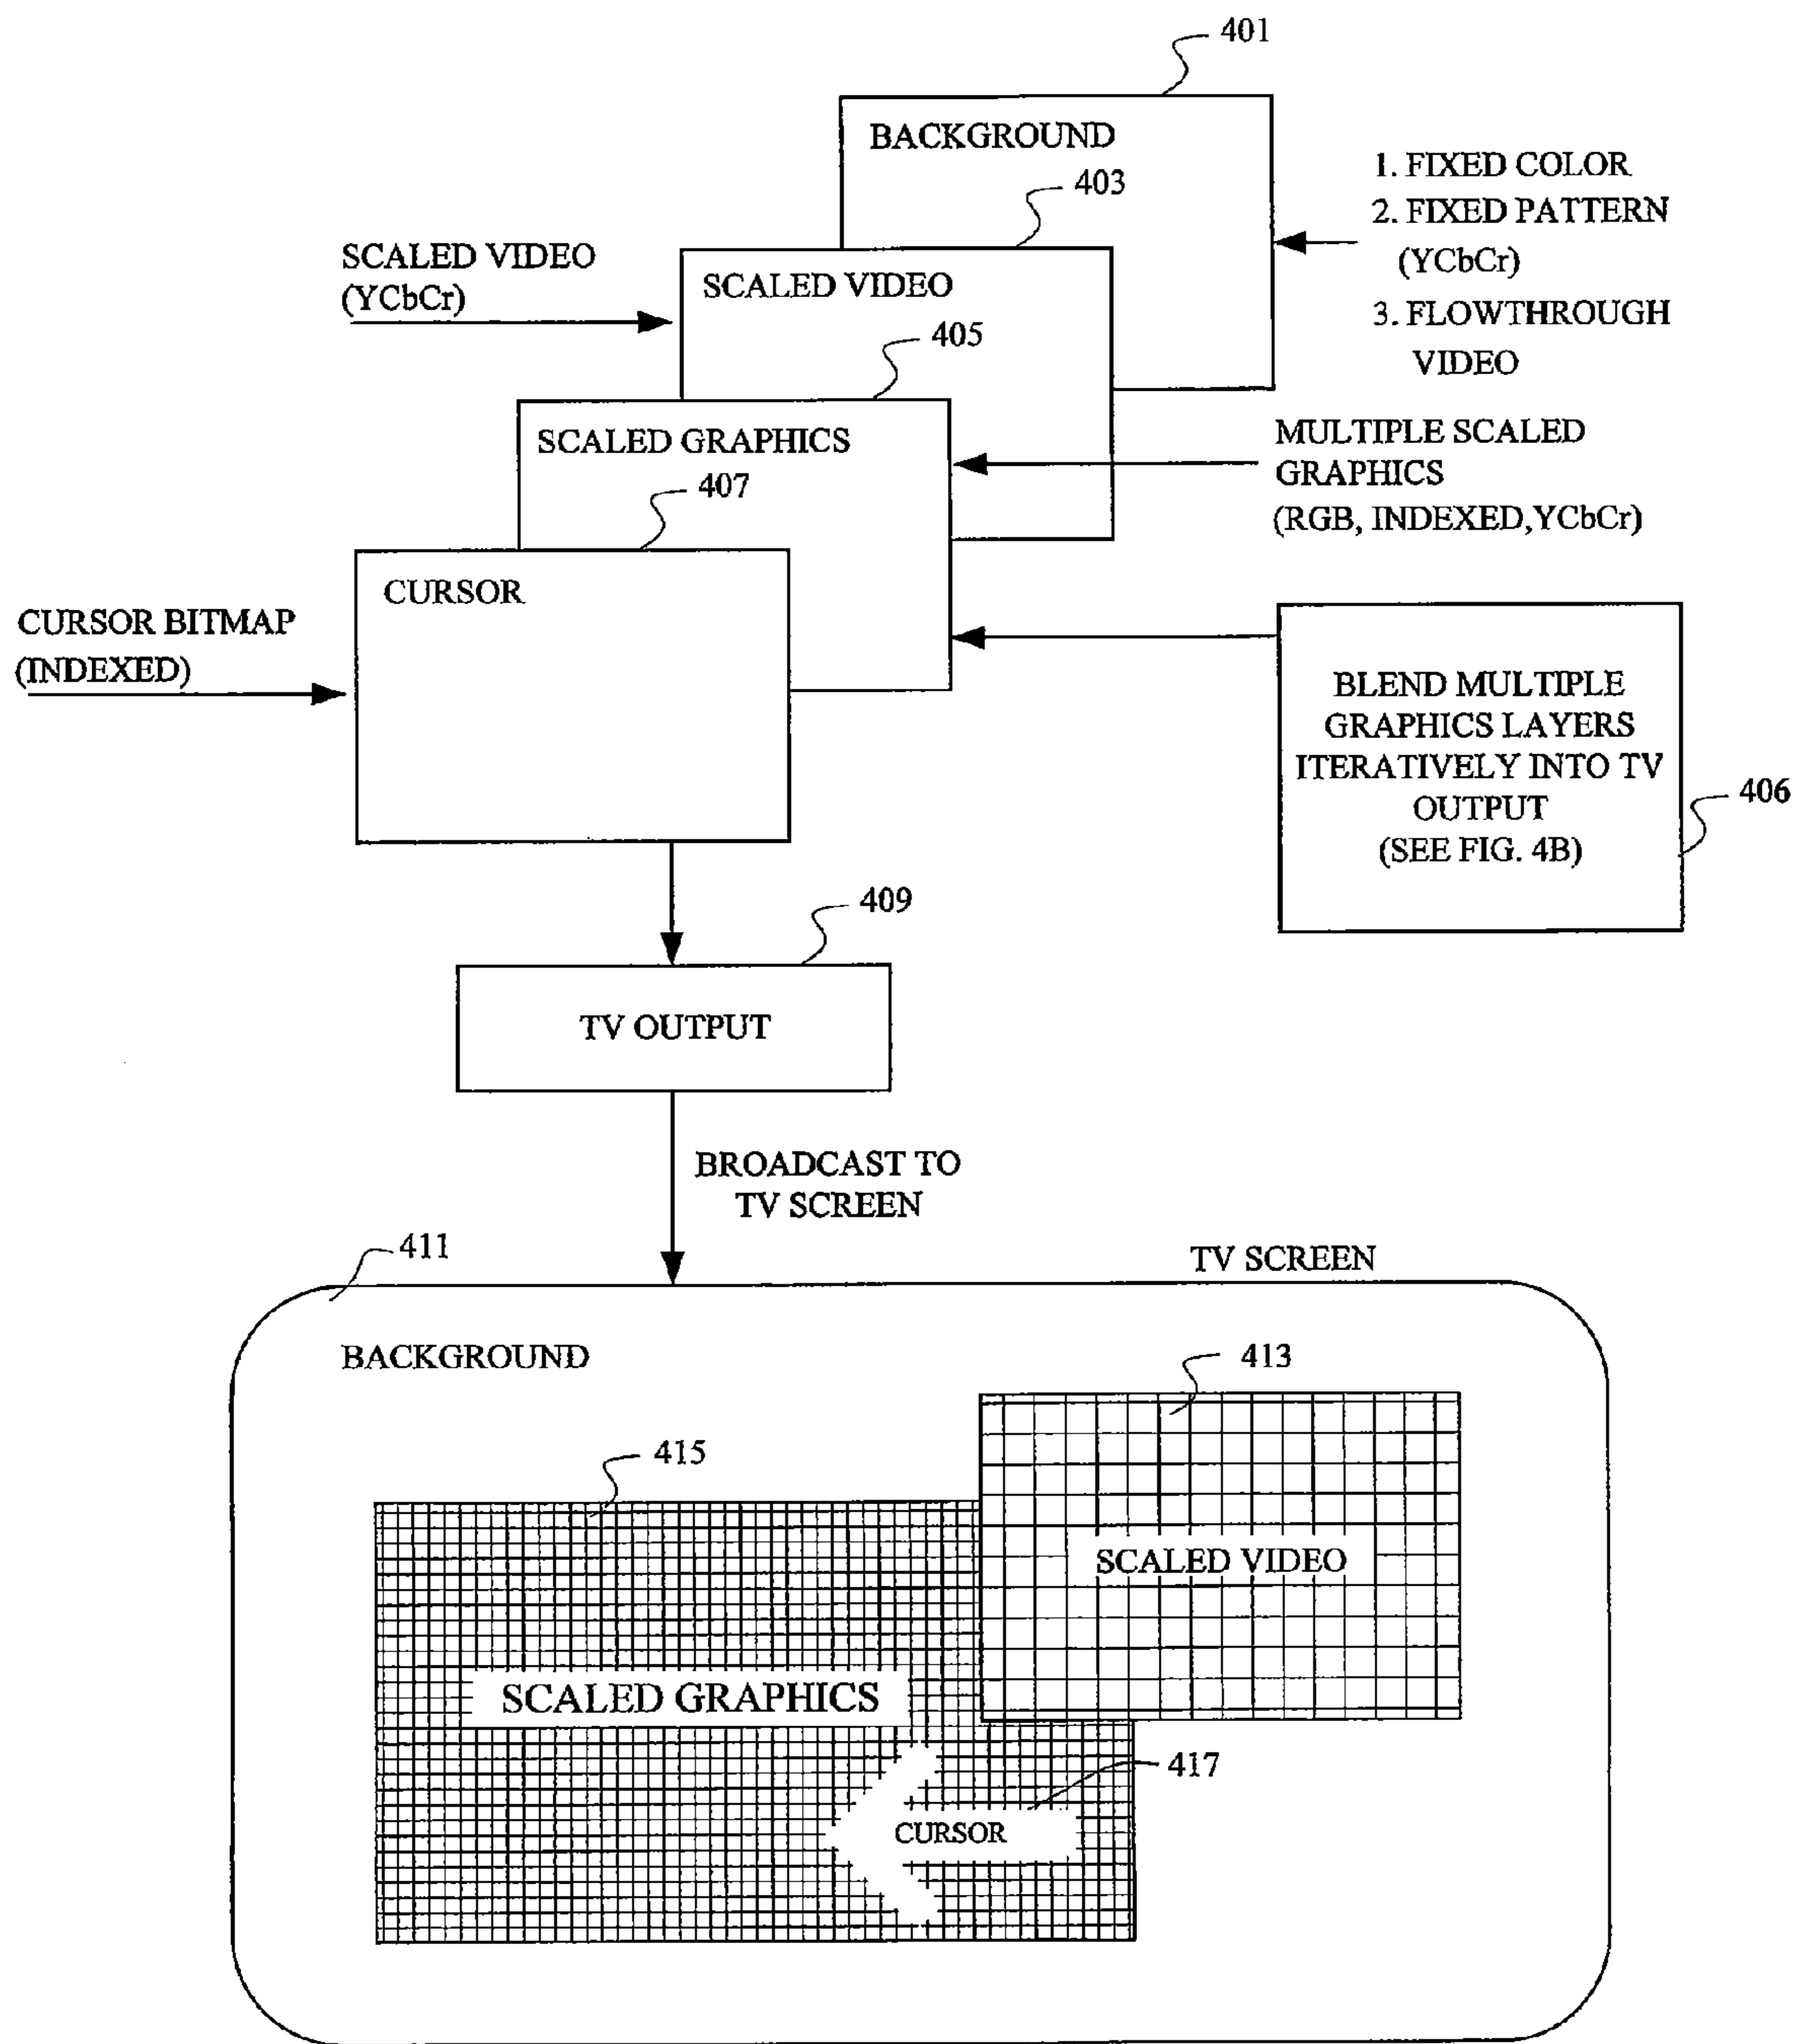 401
BACKGROUND
403
1. FIXED COLOR
2. FIXED PATTERN
(YCbCr)
3. FLOWTHROUGH
VIDEO
SCALED VIDEO
(YCbCr)
SCALED VIDEO
405
SCALED GRAPHICS
407
MULTIPLE SCALED
GRAPHICS
(RGB, INDEXED,YCbCr)
CURSOR
CURSOR BITMAP
(INDEXED)
BLEND MULTIPLE
GRAPHICS LAYERS
ITERATIVELY INTO TV
OUTPUT
(SEE FIG. 4B)
406
409
TV OUTPUT
BROADCAST TO
TV SCREEN
411
TV SCREEN
BACKGROUND
413
415
SCALED VIDEO
SCALED GRAPHICS
417
CURSOR